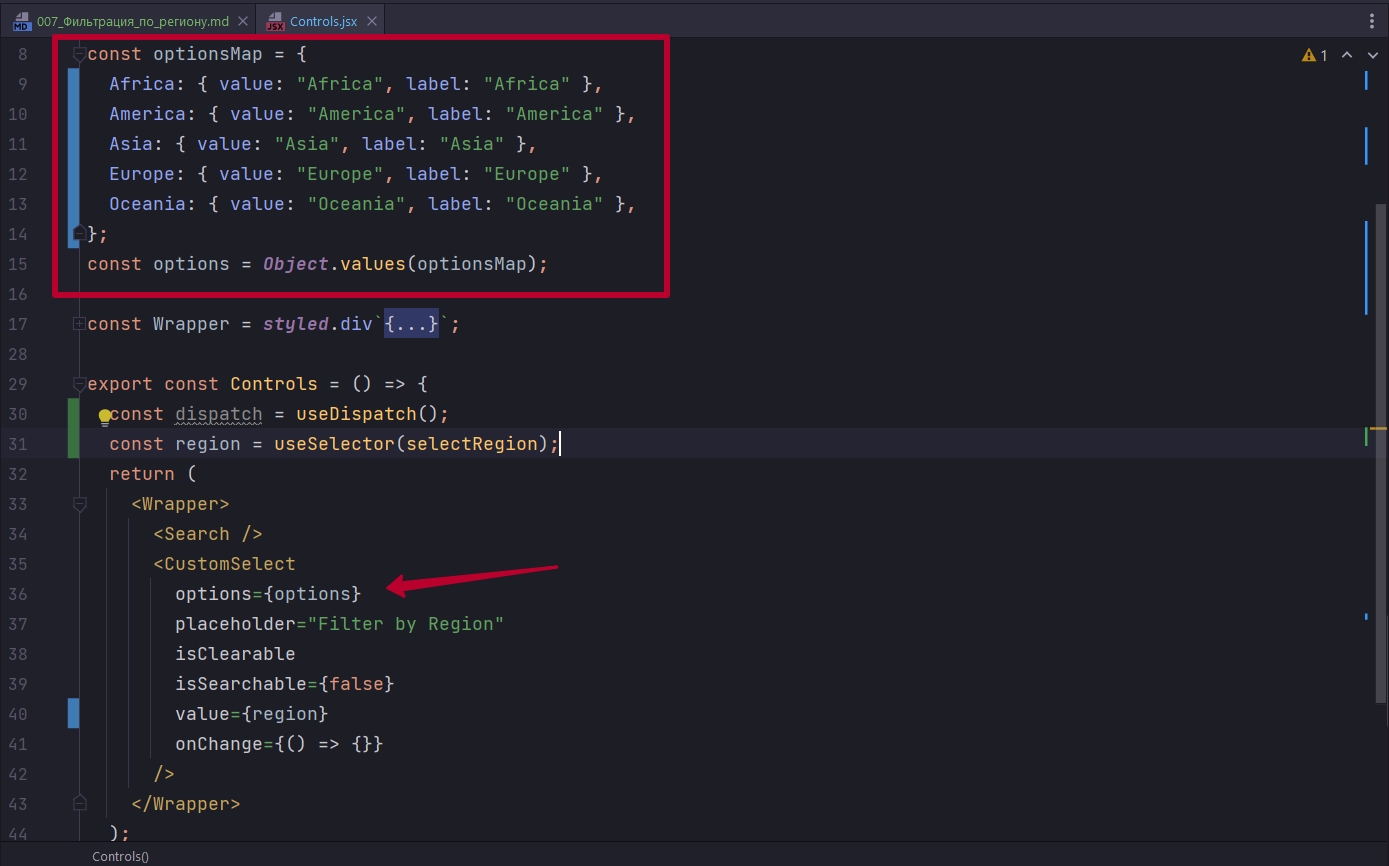 MD 007_Фильтрация_по_региону.md JSX Controls.jsx
8 const optionsMap = { 1
9 Africa: { value: "Africa", label: "Africa" },
10 America: { value: "America", label: "America" },
11 Asia: { value: "Asia", label: "Asia" },
12 Europe: { value: "Europe", label: "Europe" },
13 Oceania: { value: "Oceania", label: "Oceania" },
14 };
15 const options = Object.values(optionsMap);
16
17 const Wrapper = styled.div`{...}`;
28
29 export const Controls = () => {
30 const dispatch = useDispatch();
31 const region = useSelector(selectRegion);
32 return (
33 <Wrapper>
34 <Search />
35 <CustomSelect
36 options={options}
37 placeholder="Filter by Region"
38 isClearable
39 isSearchable={false}
40 value={region}
41 onChange={() => {}}
42 />
43 </Wrapper>
44 );
Controls()